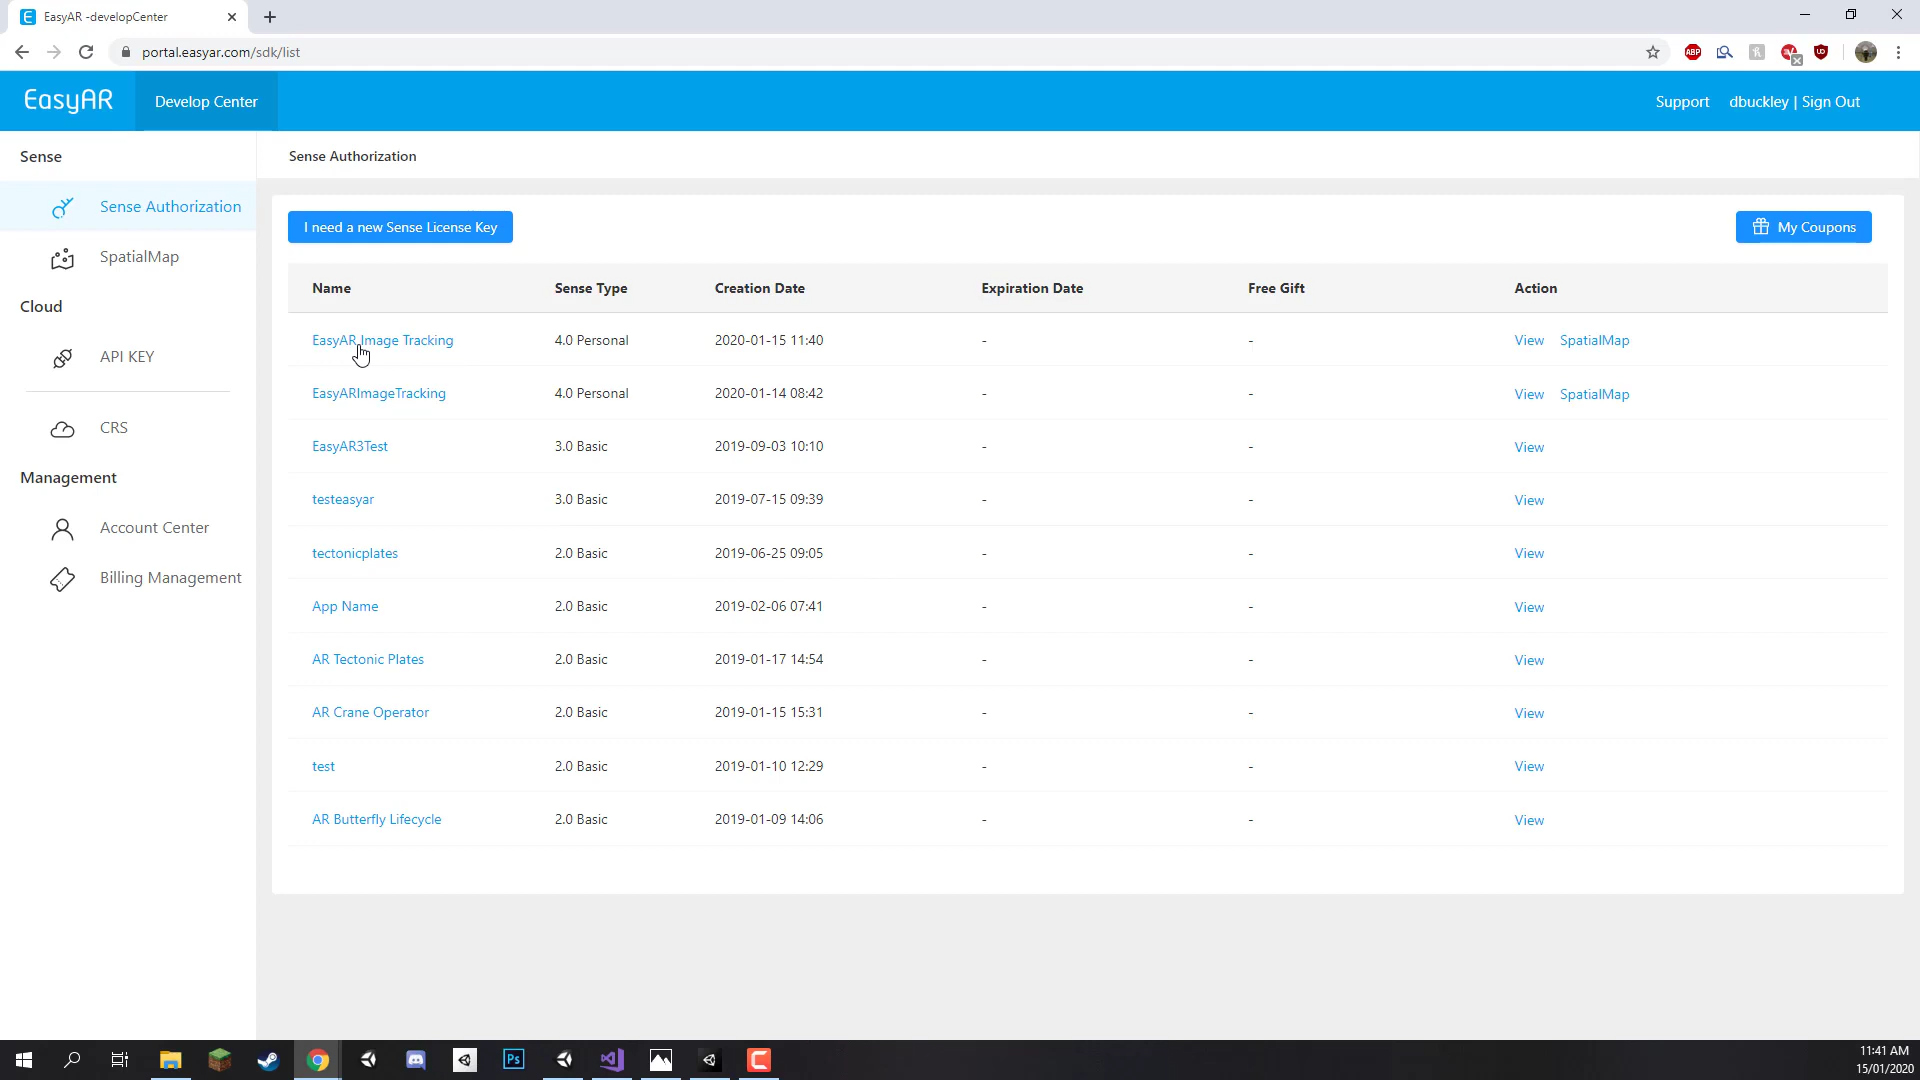 EasyAR -developCenter
portal.easyar.com/sdk/list
ABP
EasyAR
Develop Center
Support
dbuckley | Sign Out
Sense
Sense Authorization
Sense Authorization
SpatialMap
Cloud
API KEY
CRS
Management
Account Center
Billing Management
I need a new Sense License Key
My Coupons
Name Sense Type Creation Date Expiration Date Free Gift Action
EasyAR Image Tracking 4.0 Personal 2020-01-15 11:40 - - View SpatialMap
EasyARImageTracking 4.0 Personal 2020-01-14 08:42 - - View SpatialMap
EasyAR3Test 3.0 Basic 2019-09-03 10:10 - - View
testeasyar 3.0 Basic 2019-07-15 09:39 - - View
tectonicplates 2.0 Basic 2019-06-25 09:05 - - View
App Name 2.0 Basic 2019-02-06 07:41 - - View
AR Tectonic Plates 2.0 Basic 2019-01-17 14:54 - - View
AR Crane Operator 2.0 Basic 2019-01-15 15:31 - - View
test 2.0 Basic 2019-01-10 12:29 - - View
AR Butterfly Lifecycle 2.0 Basic 2019-01-09 14:06 - - View
Ps
11:41 AM
15/01/2020